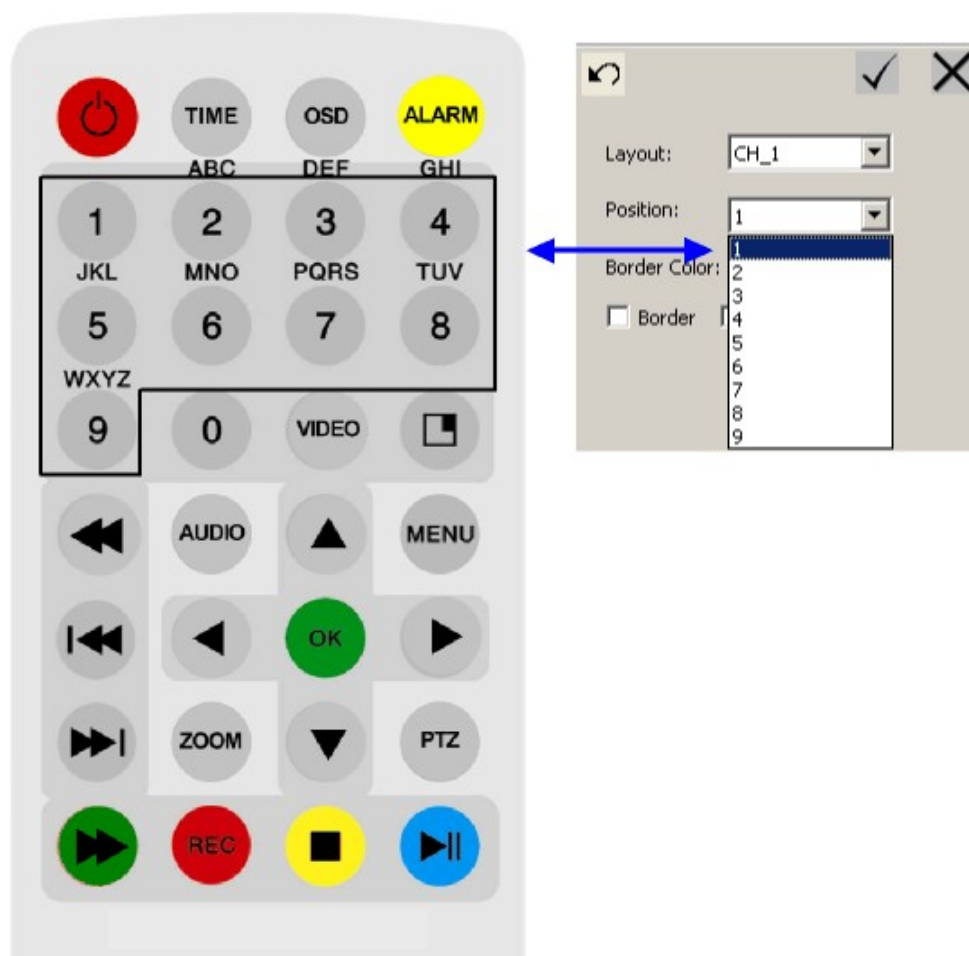 TIME OSD ALARM
ABC DEF GHI
1 2 3 4
JKL MNO PQRS TUV
5 6 7 8
WXYZ
9 0 VIDEO
AUDIO MENU
OK
ZOOM PTZ
REC
Layout: CH_1
Position: 1
1
Border Color: 2
3
Border 4
5
6
7
8
9